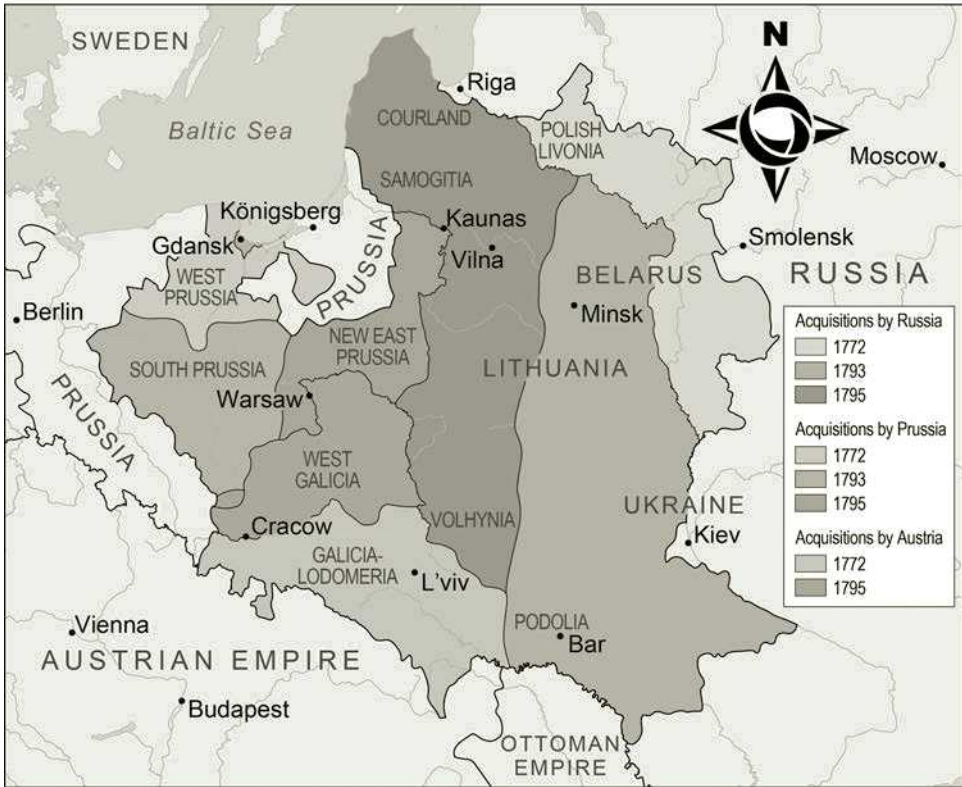 SWEDEN
N
Riga
COURLAND
Baltic Sea
POLISH
LIVONIA
Moscow
SAMOGITIA
Königsberg
Kaunas
Gdansk
Vilna
Smolensk
PRUSSIA
WEST
PRUSSIA
BELARUS
RUSSIA
Berlin
Minsk
NEW EAST
PRUSSIA
SOUTH PRUSSIA
LITHUANIA
Warsaw
PRUSSIA
WEST
GALICIA
UKRAINE
VOLHYNIA
Cracow
Kiev
GALICIA-
LODOMERIA
L'viv
PODOLIA
Bar
Vienna
AUSTRIAN EMPIRE
Budapest
OTTOMAN
EMPIRE
Acquisitions by Russia
1772
1793
1795
Acquisitions by Prussia
1772
1793
1795
Acquisitions by Austria
1772
1795